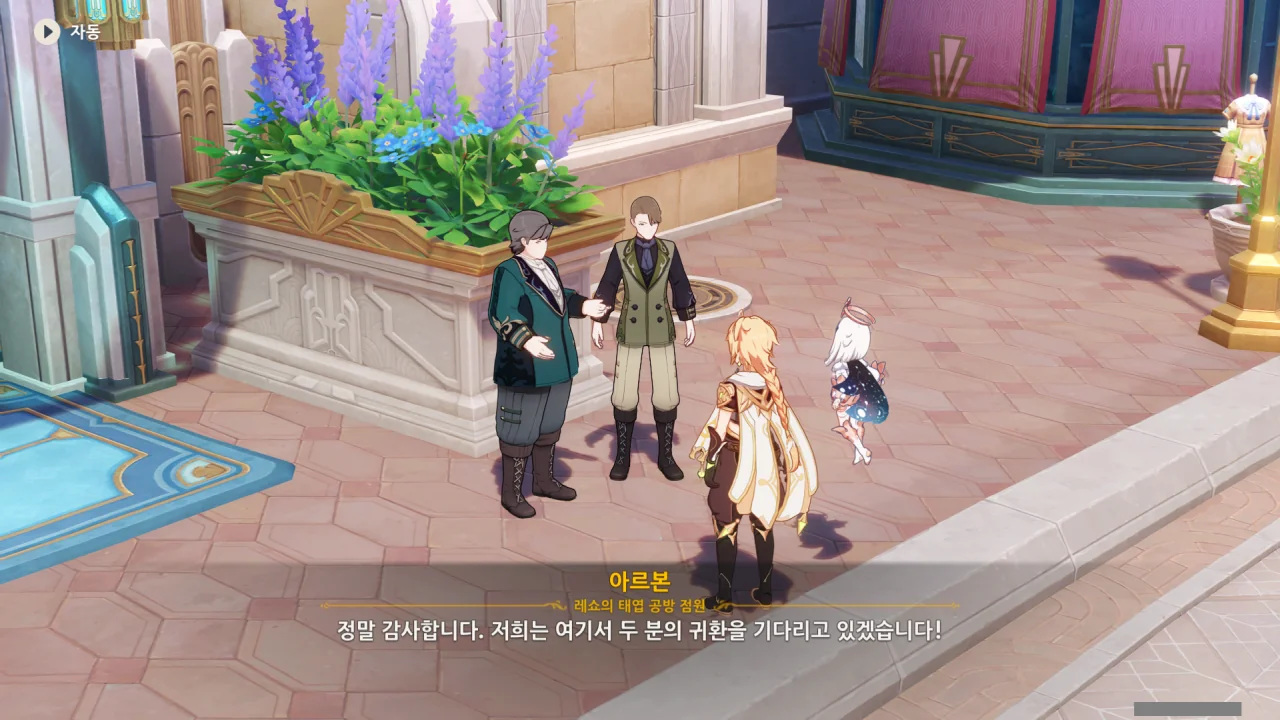 자동
아르본
레쇼의 태엽 공방 점원
정말 감사합니다. 저희는 여기서 두 분의 귀환을 기다리고 있겠습니다!